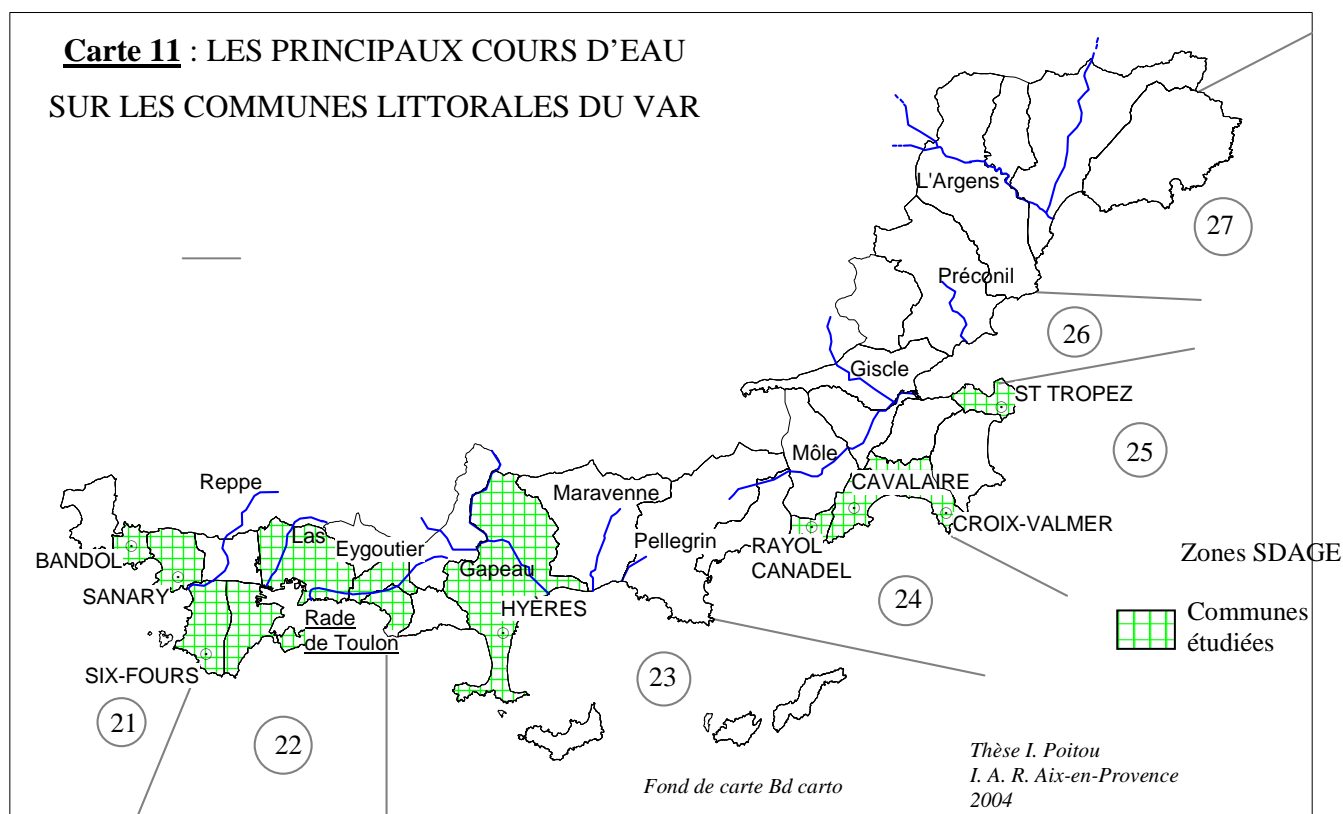 Carte 11 : LES PRINCIPAUX COURS D'EAU
SUR LES COMMUNES LITTORALES DU VAR
L'Argens
27
Préconil
26
Giscle
ST TROPEZ
25
Môle
CAVALAIRE
CROIX-VALMER
Reppe
Maravenne
Las
Eygoutier
Pellegrin
RAYOL
CANADEL
BANDOL
Gapeau
SANARY
HYÈRES
Rade
de Toulon
24
Zones SDAGE
Communes
étudiées
SIX-FOURS
23
21
22
Fond de carte Bd carto
Thèse I. Poitou
I. A. R. Aix-en-Provence
2004